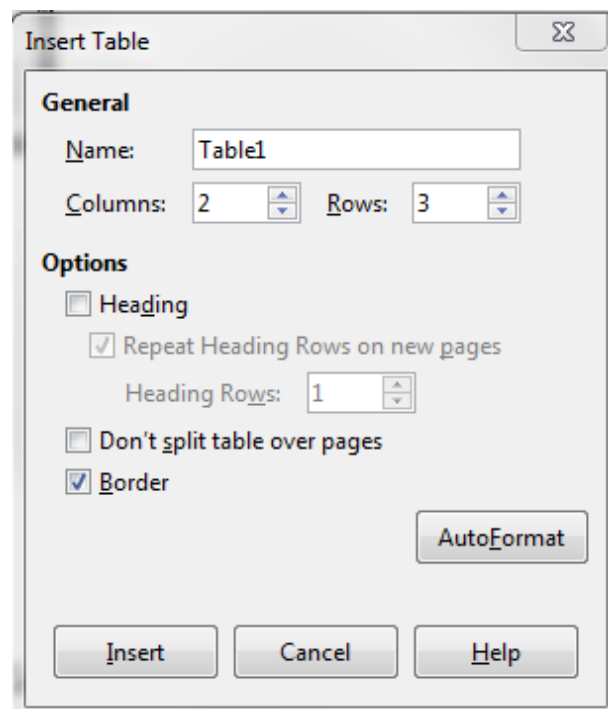 Insert Table
General
Name: Table1
Columns: 2 Rows: 3
Options
Heading
Repeat Heading Rows on new pages
Heading Rows: 1
Don't split table over pages
Border
AutoFormat
Insert Cancel Help